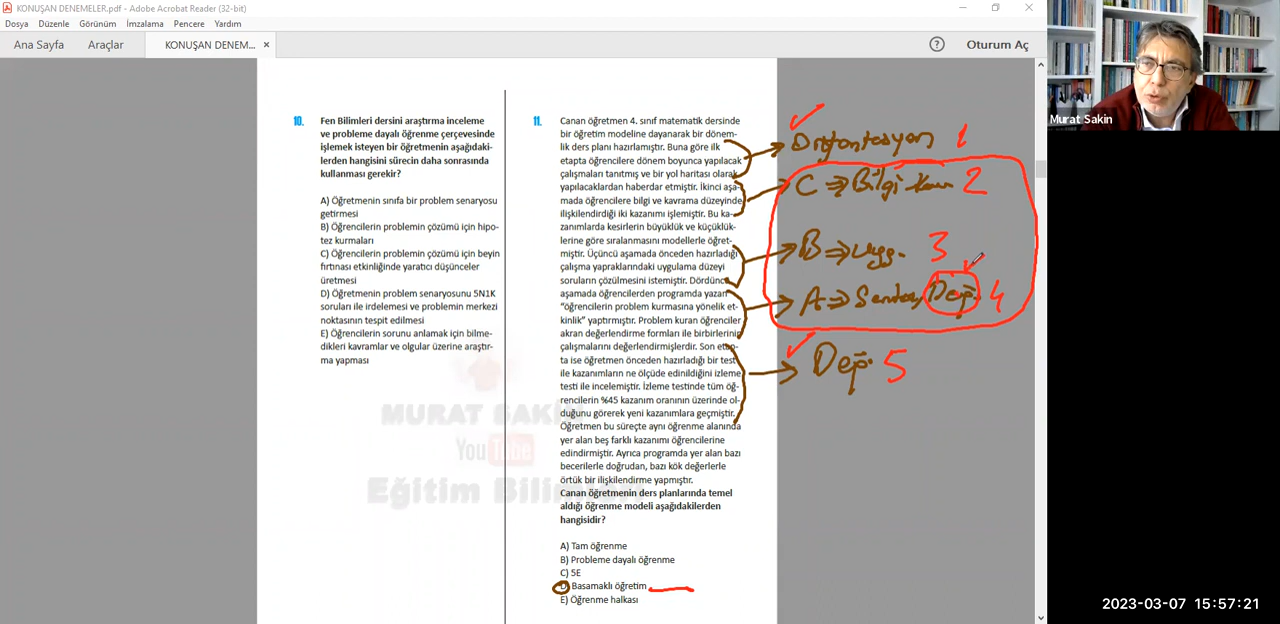 KONUŞAN DENEMELER.pdf - Adobe Acrobat Reader (32-bit)
Dosya Düzenle Görünüm İmzalama Pencere Yardım
Ana Sayfa Araçlar KONUŞAN DENEM... × ? Oturum Aç
10. Fen Bilimleri dersini araştırma inceleme
ve probleme dayalı öğrenme çerçevesinde
işlemek isteyen bir öğretmenin aşağıdaki-
lerden hangisini sürecin daha sonrasında
kullanması gerekir?
A) Öğretmenin sınıfa bir problem senaryosu
getirmesi
B) Öğrencilerin problemin çözümü için hipo-
tez kurmaları
C) Öğrencilerin problemin çözümü için beyin
fırtınası etkinliğinde yaratıcı düşünceler
üretmesi
D) Öğretmenin problem senaryosunu 5N1K
soruları ile irdelemesi ve problemin merkezi
noktasının tespit edilmesi
E) Öğrencilerin sorunu anlamak için bilme-
dikleri kavramlar ve olgular üzerine araştır-
ma yapması
11. Canan öğretmen 4. sınıf matematik dersinde
bir öğretim modeline dayanarak bir dönem-
lik ders planı hazırlamıştır. Buna göre ilk
etapta öğrencilere dönem boyunca yapılacak
çalışmaları tanıtmış ve bir yol haritası olarak
yapılacaklardan haberdar etmiştir. İkinci aşa-
mada öğrencilere bilgi ve kavrama düzeyinde
ilişkilendirdiği iki kazanımı işlemiştir. Bu ka-
zanımlarda kesirlerin büyüklük ve küçüklük-
lerine göre sıralanmasını modellerle öğret-
miştir. Üçüncü aşamada önceden hazırladığı
çalışma yapraklarındaki uygulama düzeyi
soruların çözülmesini istemiştir. Dördünc
aşamada öğrencilerden programda yazan
"öğrencilerin problem kurmasına yönelik et-
kinlik" yaptırmıştır. Problem kuran öğrenciler
akran değerlendirme formları ile birbirlerinin
çalışmalarını değerlendirmişlerdir. Son etap-
ta ise öğretmen önceden hazırladığı bir test
ile kazanımların ne ölçüde edinildiğini izleme
testi ile incelemiştir. İzleme testinde tüm öğ-
rencilerin %45 kazanım oranının üzerinde ol-
duğunu görerek yeni kazanımlara geçmiştir.
Öğretmen bu süreçte aynı öğrenme alanında
yer alan beş farklı kazanımı öğrencilerine
edindirmiştir. Ayrıca programda yer alan bazı
becerilerle doğrudan, bazı kök değerlerle
örtük bir ilişkilendirme yapmıştır.
Canan öğretmenin ders planlarında temel
aldığı öğrenme modeli aşağıdakilerden
hangisidir?
A) Tam öğrenme
B) Probleme dayalı öğrenme
C) 5E
D) Basamaklı öğretim
E) Öğrenme halkası
MURAT SAKİN
YouTube
Eğitim Bilimleri
1
C ⇒ Bilgi 2
B ⇒ Uyg. 3
A ⇒ Değ. 4
Değ. 5
Murat Sakin
2023-03-07 15:57:21